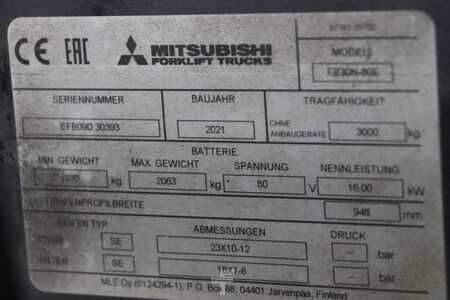 CE EAC MITSUBISHI
FORKLIFT TRUCKS
MODELL
SERIENNUMMER BAUJAHR TRAGFÄHIGKEIT
EFB09D 30393 2021 OHNE ANBAUGERÄTE 3000 kg
BATTERIE
MIN. GEWICHT MAX. GEWICHT SPANNUNG NENNLEISTUNG
kg 2063 kg 80 V 16.00 kW
948 mm
REIFEN TYP ABMESSUNGEN DRUCK
SE 23X10-12 – bar
SE 18X7-8 – bar
MLE Oy (0124294-1), P.O. Box 88, 04401 Järvenpää, Finland